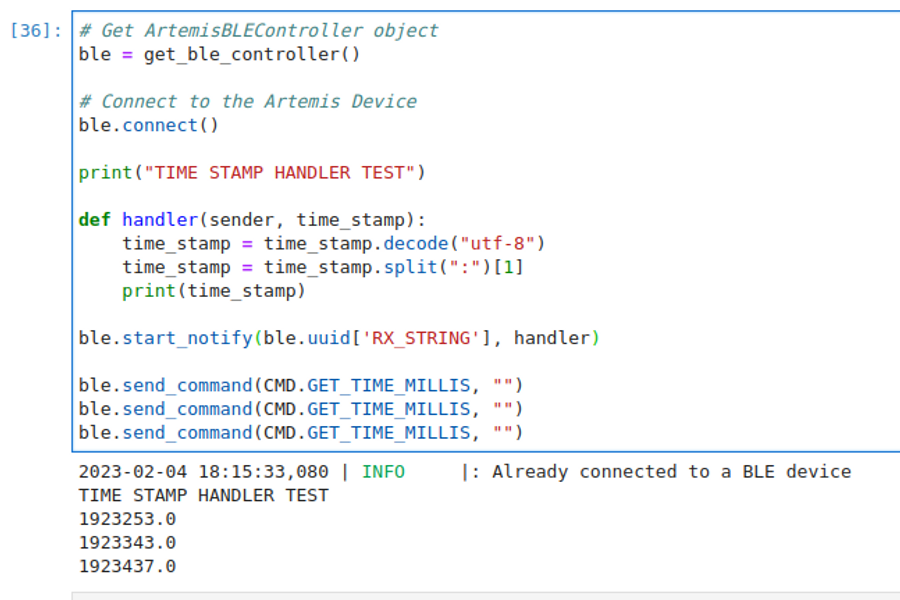 [36]: # Get ArtemisBLEController object
ble = get_ble_controller()
# Connect to the Artemis Device
ble.connect()
print("TIME STAMP HANDLER TEST")
def handler(sender, time_stamp):
    time_stamp = time_stamp.decode("utf-8")
    time_stamp = time_stamp.split(":")[1]
    print(time_stamp)
ble.start_notify(ble.uuid['RX_STRING'], handler)
ble.send_command(CMD.GET_TIME_MILLIS, "")
ble.send_command(CMD.GET_TIME_MILLIS, "")
ble.send_command(CMD.GET_TIME_MILLIS, "")
2023-02-04 18:15:33,080 | INFO     |: Already connected to a BLE device
TIME STAMP HANDLER TEST
1923253.0
1923343.0
1923437.0